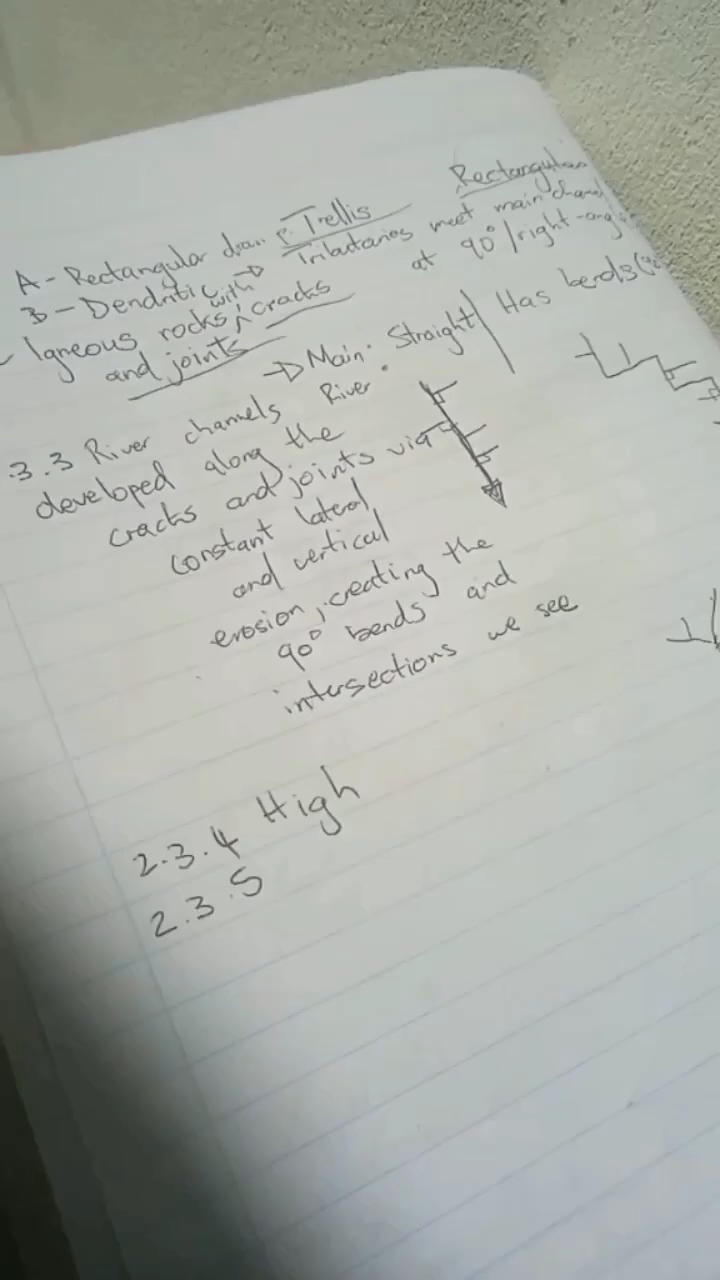 Trellis Rectangular
A - Rectangular drain. p.
B - Dendritic → Tributaries meet main channel
Igneous rocks with cracks at 90°/right-angle
and joints
→ Main River: Straight Has bends
.3.3 River channels
developed along the
cracks and joints via
constant lateral
and vertical
erosion, creating the
90° bends and
intersections we see
2.3.4 High
2.3.5